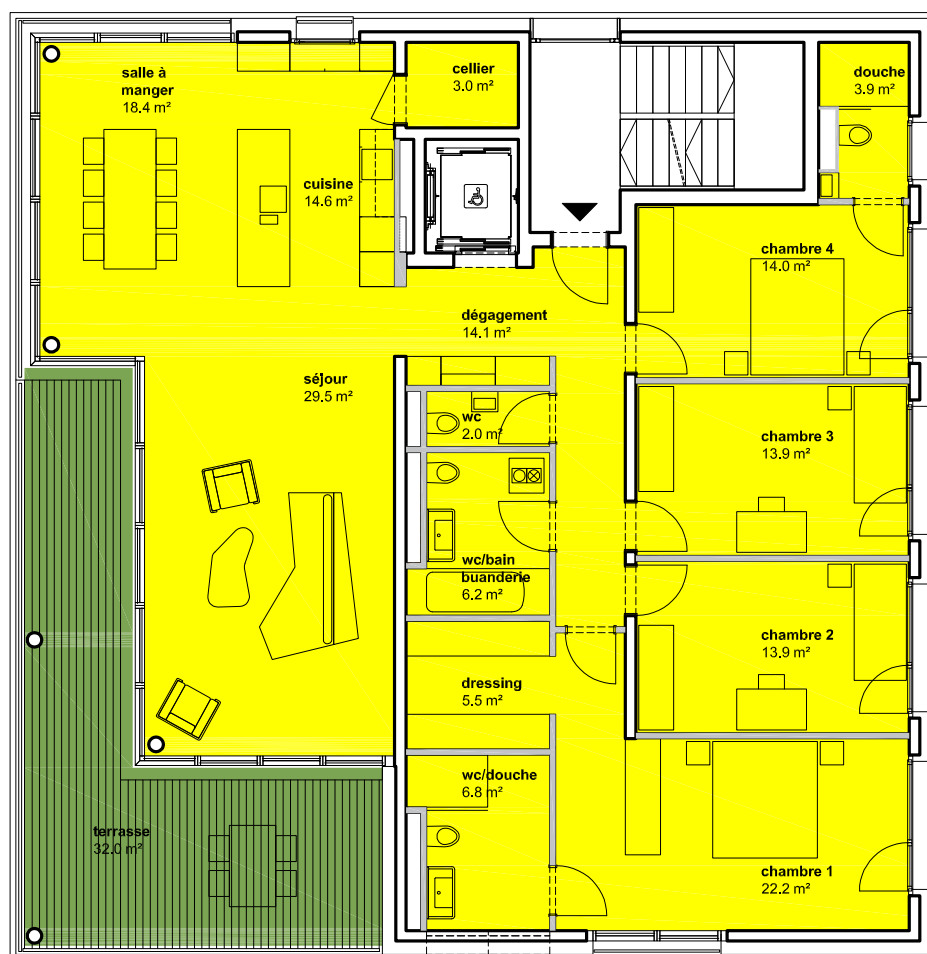 salle à
manger
18.4 m²
cellier
3.0 m²
douche
3.9 m²
cuisine
14.6 m²
chambre 4
14.0 m²
dégagement
14.1 m²
séjour
29.5 m²
wc
2.0 m²
chambre 3
13.9 m²
wc/bain
buanderie
6.2 m²
chambre 2
13.9 m²
dressing
5.5 m²
wc/douche
6.8 m²
terrasse
32.0 m²
chambre 1
22.2 m²